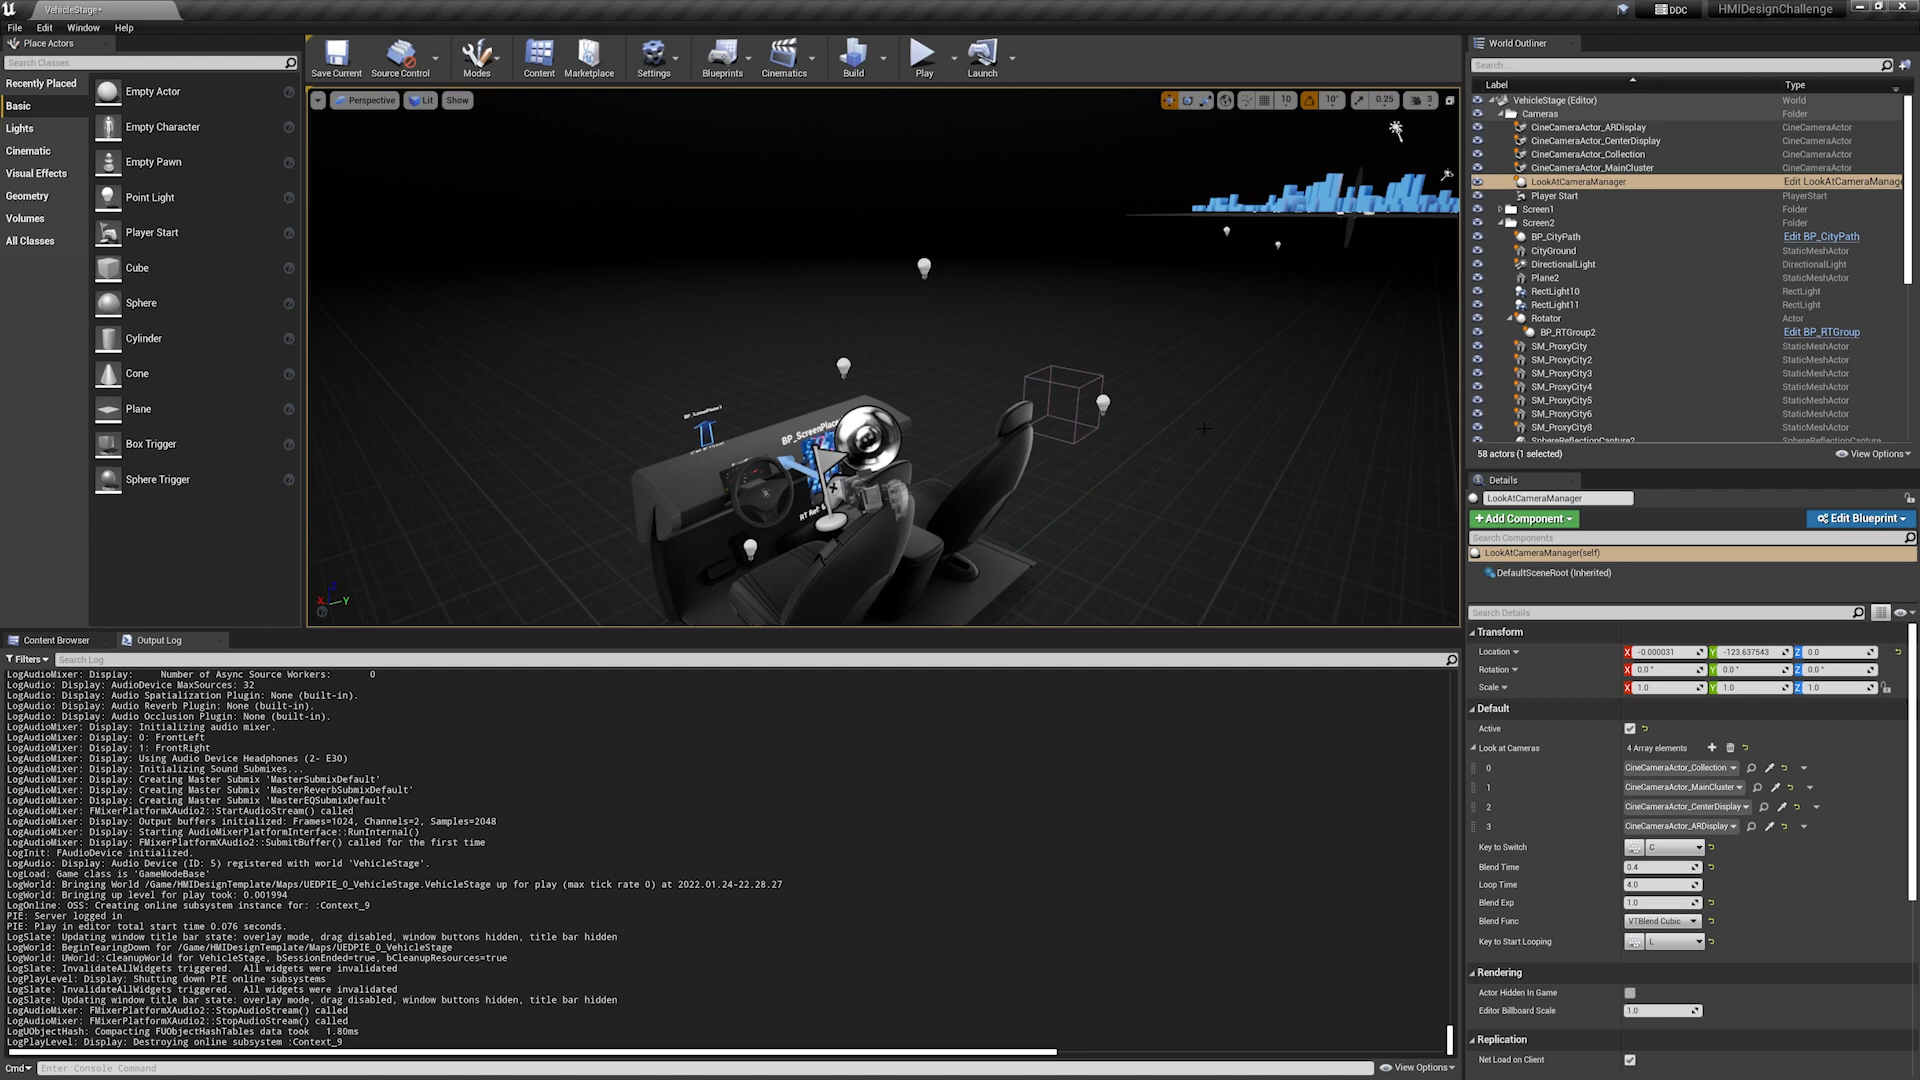 VehicleStage•
DDC
HMIDesignChallenge
File Edit Window Help
Place Actors
Search Classes
Recently Placed
Basic
Lights
Cinematic
Visual Effects
Geometry
Volumes
All Classes
Empty Actor
Empty Character
Empty Pawn
Point Light
Player Start
Cube
Sphere
Cylinder
Cone
Plane
Box Trigger
Sphere Trigger
Save Current Source Control Modes Content Marketplace Settings Blueprints Cinematics Build Play Launch
Perspective Lit Show
10 10° 0.25 3
BP_ScreenPlace
X Y
Content Browser Output Log
Filters Search Log
LogAudioMixer: Display: Number of Async Source Workers: 0
LogAudio: Display: AudioDevice MaxSources: 32
LogAudio: Display: Audio Spatialization Plugin: None (built-in).
LogAudio: Display: Audio Reverb Plugin: None (built-in).
LogAudio: Display: Audio Occlusion Plugin: None (built-in).
LogAudioMixer: Display: Initializing audio mixer.
LogAudioMixer: Display: 0: FrontLeft
LogAudioMixer: Display: 1: FrontRight
LogAudioMixer: Display: Using Audio Device Headphones (2- E30)
LogAudioMixer: Display: Initializing Sound Submixes...
LogAudioMixer: Display: Creating Master Submix 'MasterSubmixDefault'
LogAudioMixer: Display: Creating Master Submix 'MasterReverbSubmixDefault'
LogAudioMixer: Display: Creating Master Submix 'MasterEQSubmixDefault'
LogAudioMixer: FMixerPlatformXAudio2::StartAudioStream() called
LogAudioMixer: Display: Output buffers initialized: Frames=1024, Channels=2, Samples=2048
LogAudioMixer: Display: Starting AudioMixerPlatformInterface::RunInternal()
LogAudioMixer: Display: FMixerPlatformXAudio2::SubmitBuffer() called for the first time
LogInit: FAudioDevice initialized.
LogAudio: Display: Audio Device (ID: 5) registered with world 'VehicleStage'.
LogLoad: Game class is 'GameModeBase'
LogWorld: Bringing World /Game/HMIDesignTemplate/Maps/UEDPIE_0_VehicleStage.VehicleStage up for play (max tick rate 0) at 2022.01.24-22.28.27
LogWorld: Bringing up level for play took: 0.001994
LogOnline: OSS: Creating online subsystem instance for: :Context_9
PIE: Server logged in
PIE: Play in editor total start time 0.076 seconds.
LogSlate: Updating window title bar state: overlay mode, drag disabled, window buttons hidden, title bar hidden
LogWorld: BeginTearingDown for /Game/HMIDesignTemplate/Maps/UEDPIE_0_VehicleStage
LogWorld: UWorld::CleanupWorld for VehicleStage, bSessionEnded=true, bCleanupResources=true
LogSlate: InvalidateAllWidgets triggered. All widgets were invalidated
LogPlayLevel: Display: Shutting down PIE online subsystems
LogSlate: InvalidateAllWidgets triggered. All widgets were invalidated
LogSlate: Updating window title bar state: overlay mode, drag disabled, window buttons hidden, title bar hidden
LogAudioMixer: FMixerPlatformXAudio2::StopAudioStream() called
LogAudioMixer: FMixerPlatformXAudio2::StopAudioStream() called
LogUObjectHash: Compacting FUObjectHashTables data took 1.80ms
LogPlayLevel: Display: Destroying online subsystem :Context_9
Cmd Enter Console Command
View Options
World Outliner
Search...
Label Type
VehicleStage (Editor) World
Cameras Folder
CineCameraActor_ARDisplay CineCameraActor
CineCameraActor_CenterDisplay CineCameraActor
CineCameraActor_Collection CineCameraActor
CineCameraActor_MainCluster CineCameraActor
LookAtCameraManager Edit LookAtCameraManage
Player Start PlayerStart
Screen1 Folder
Screen2 Folder
BP_CityPath Edit BP_CityPath
CityGround StaticMeshActor
DirectionalLight DirectionalLight
Plane2 StaticMeshActor
RectLight10 RectLight
RectLight11 RectLight
Rotator Actor
BP_RTGroup2 Edit BP_RTGroup
SM_ProxyCity StaticMeshActor
SM_ProxyCity2 StaticMeshActor
SM_ProxyCity3 StaticMeshActor
SM_ProxyCity4 StaticMeshActor
SM_ProxyCity5 StaticMeshActor
SM_ProxyCity6 StaticMeshActor
SM_ProxyCity8 StaticMeshActor
SphereReflectionCapture2 SphereReflectionCapture
58 actors (1 selected) View Options
Details
LookAtCameraManager
+ Add Component Edit Blueprint
Search Components
LookAtCameraManager(self)
DefaultSceneRoot (Inherited)
Search Details
Transform
Location X -0.000031 Y -123.637543 Z 0.0
Rotation X 0.0 ° Y 0.0 ° Z 0.0 °
Scale X 1.0 Y 1.0 Z 1.0
Default
Active
Look at Cameras 4 Array elements
0 CineCameraActor_Collection
1 CineCameraActor_MainCluster
2 CineCameraActor_CenterDisplay
3 CineCameraActor_ARDisplay
Key to Switch C
Blend Time 0.4
Loop Time 4.0
Blend Exp 1.0
Blend Func VTBlend Cubic
Key to Start Looping L
Rendering
Actor Hidden In Game
Editor Billboard Scale 1.0
Replication
Net Load on Client